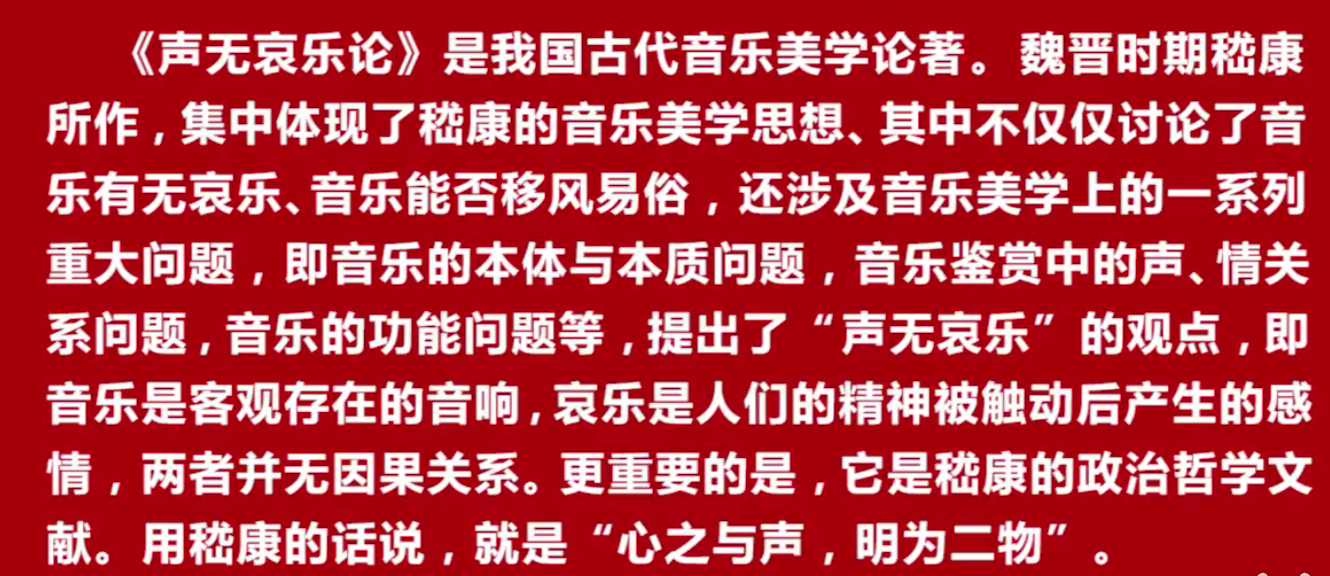 《声无哀乐论》是我国古代音乐美学论著。魏晋时期嵇康
所作，集中体现了嵇康的音乐美学思想、其中不仅仅讨论了音
乐有无哀乐、音乐能否移风易俗，还涉及音乐美学上的一系列
重大问题，即音乐的本体与本质问题，音乐鉴赏中的声、情关
系问题，音乐的功能问题等，提出了“声无哀乐”的观点，即
音乐是客观存在的音响，哀乐是人们的精神被触动后产生的感
情，两者并无因果关系。更重要的是，它是嵇康的政治哲学文
献。用嵇康的话说，就是“心之与声，明为二物”。